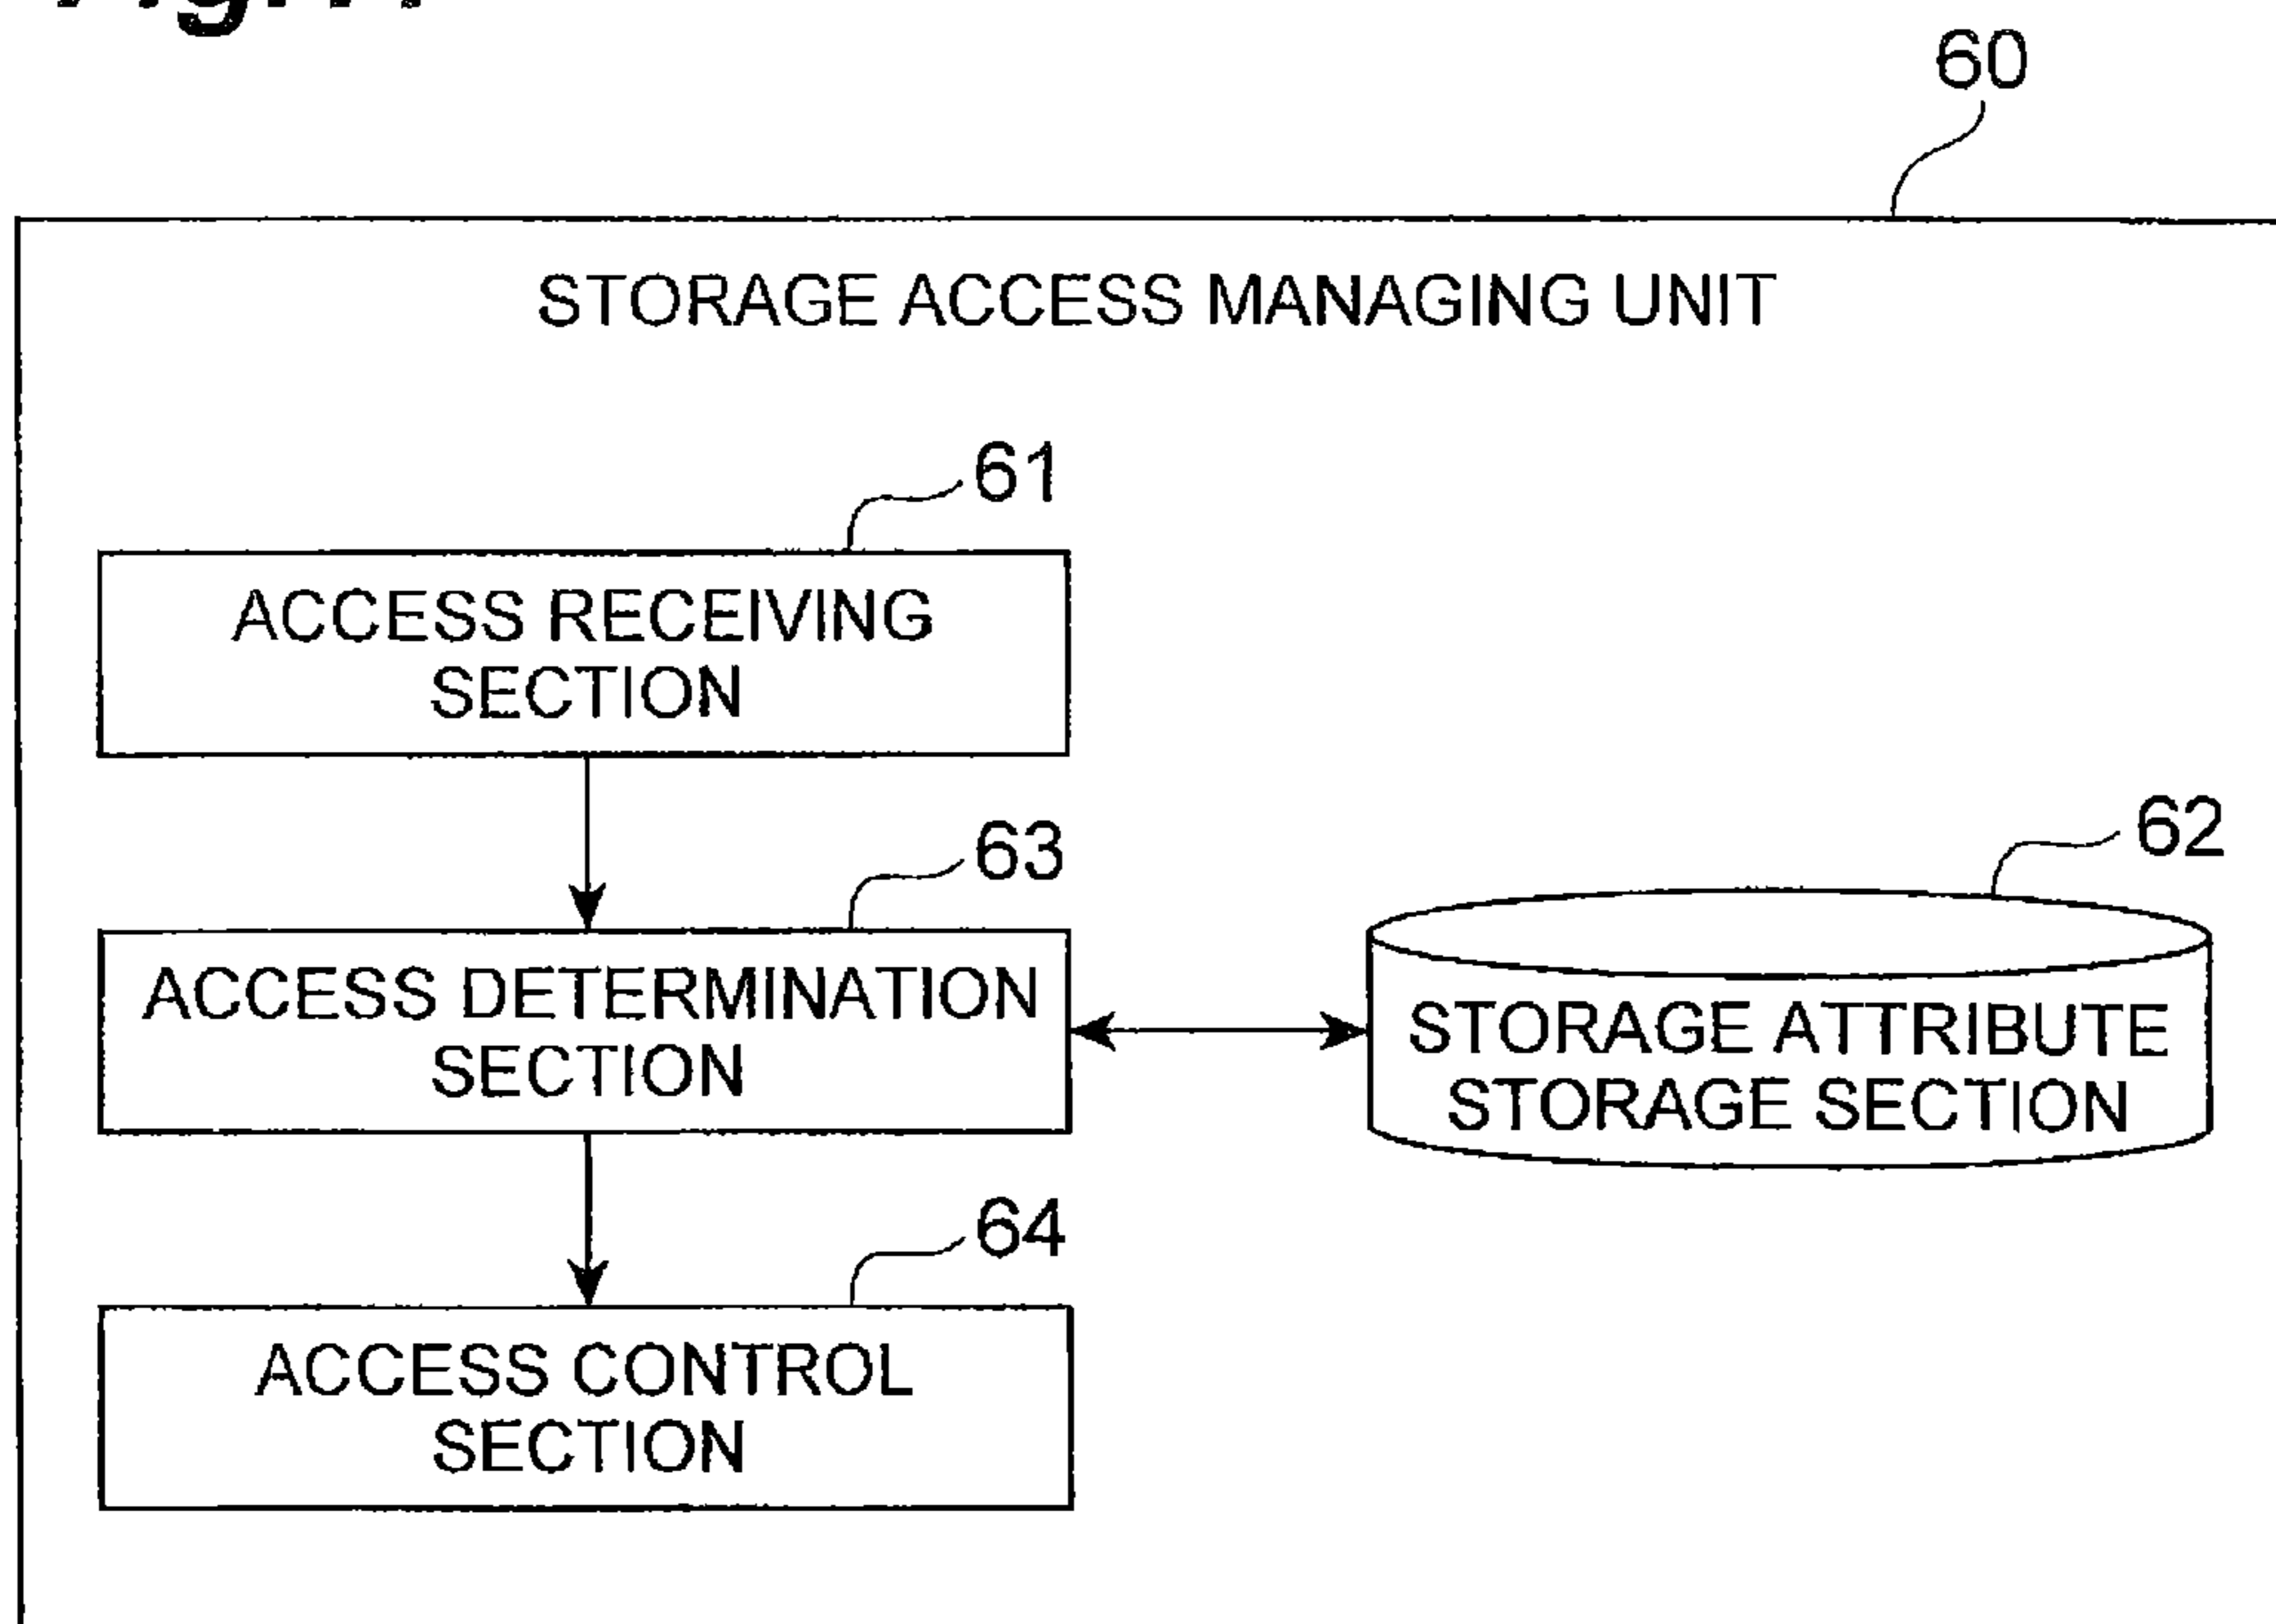 60
STORAGE ACCESS MANAGING UNIT
61
ACCESS RECEIVING
SECTION
63
62
ACCESS DETERMINATION
SECTION
STORAGE ATTRIBUTE
STORAGE SECTION
64
ACCESS CONTROL
SECTION